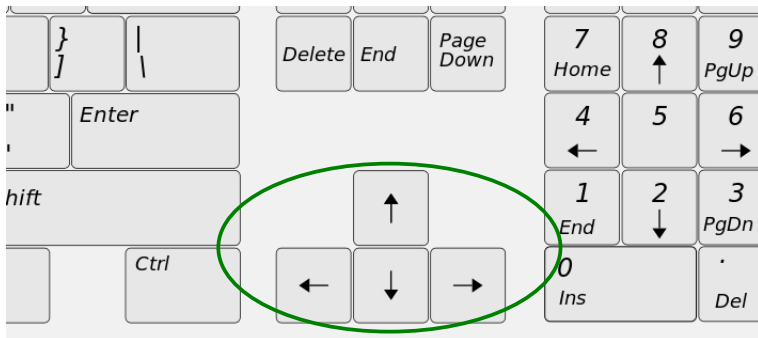 } | Delete End Page 7 8 9
] \ Down Home ↑ PgUp
" Enter 4 5 6
' ← →
hift ↑ 1 2 3
End ↓ PgDn
Ctrl ← ↓ → 0 .
Ins Del